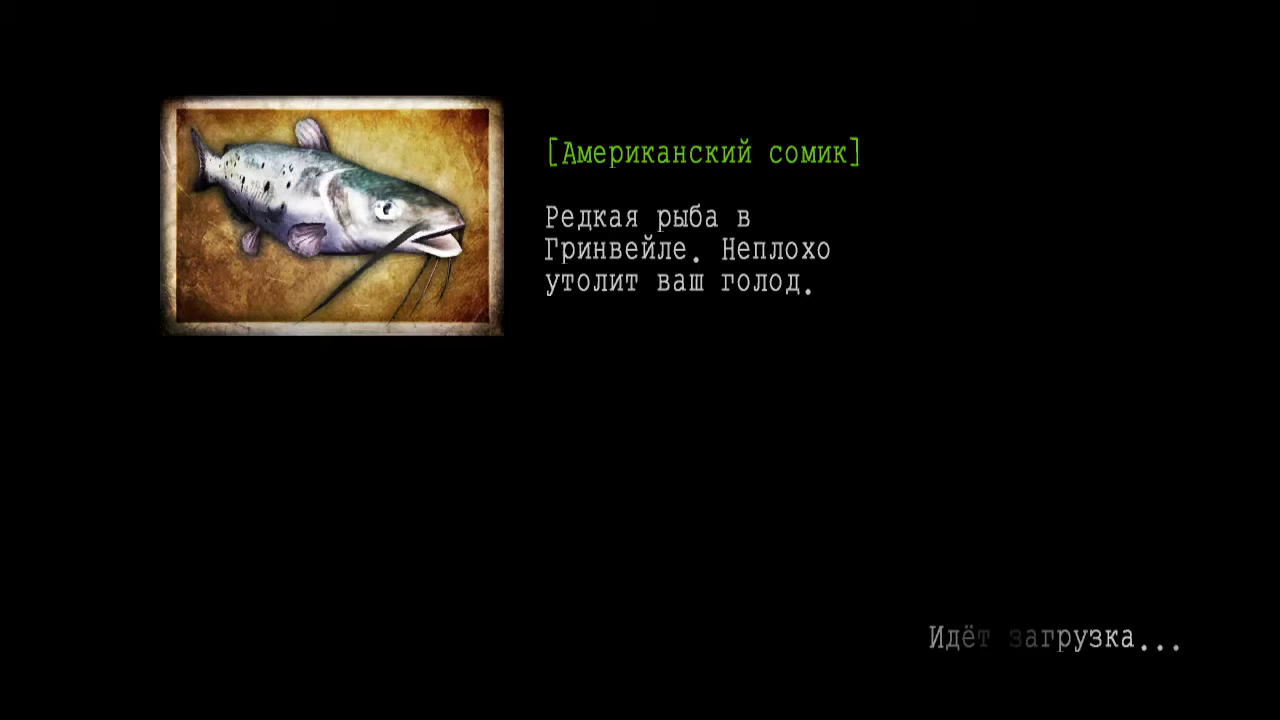 [Американский сомик]
Редкая рыба в
Гринвейле. Неплохо
утолит ваш голод.
Идёт загрузка...